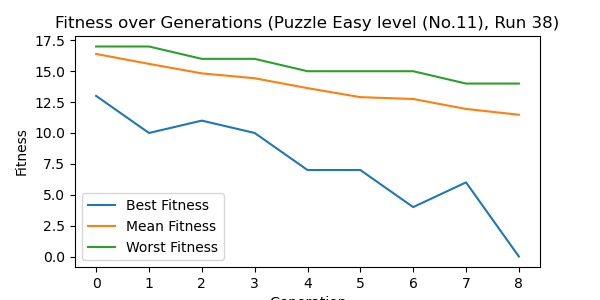 Fitness over Generations (Puzzle Easy level (No.11), Run 38)
17.5
15.0
12.5
10.0
7.5
5.0
2.5
0.0
Fitness
Best Fitness
Mean Fitness
Worst Fitness
0 1 2 3 4 5 6 7 8
Generation